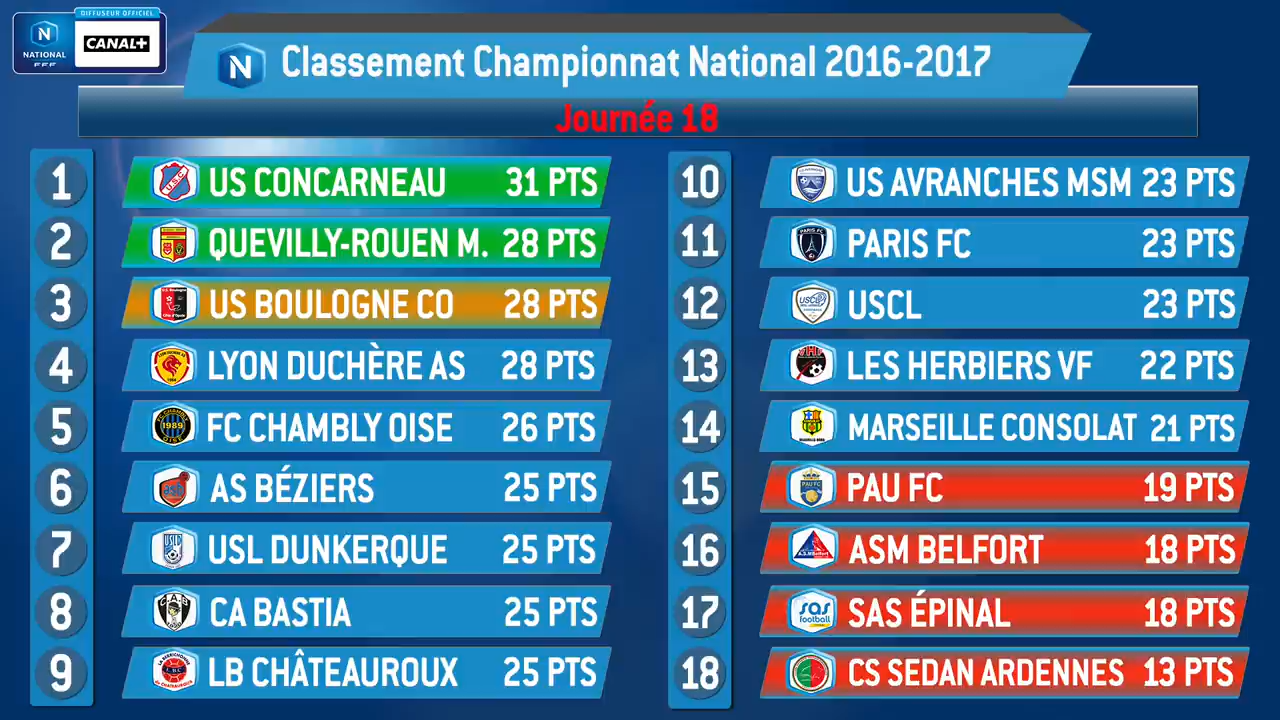 DIFFUSEUR OFFICIEL
N
NATIONAL
FFF
CANAL+
N Classement Championnat National 2016-2017
Journée 18
1 US CONCARNEAU 31 PTS
2 QUEVILLY-ROUEN M. 28 PTS
3 US BOULOGNE CO 28 PTS
4 LYON DUCHÈRE AS 28 PTS
5 FC CHAMBLY OISE 26 PTS
6 AS BÉZIERS 25 PTS
7 USL DUNKERQUE 25 PTS
8 CA BASTIA 25 PTS
9 LB CHÂTEAUROUX 25 PTS
10 US AVRANCHES MSM 23 PTS
11 PARIS FC 23 PTS
12 USCL 23 PTS
13 LES HERBIERS VF 22 PTS
14 MARSEILLE CONSOLAT 21 PTS
15 PAU FC 19 PTS
16 ASM BELFORT 18 PTS
17 SAS ÉPINAL 18 PTS
18 CS SEDAN ARDENNES 13 PTS